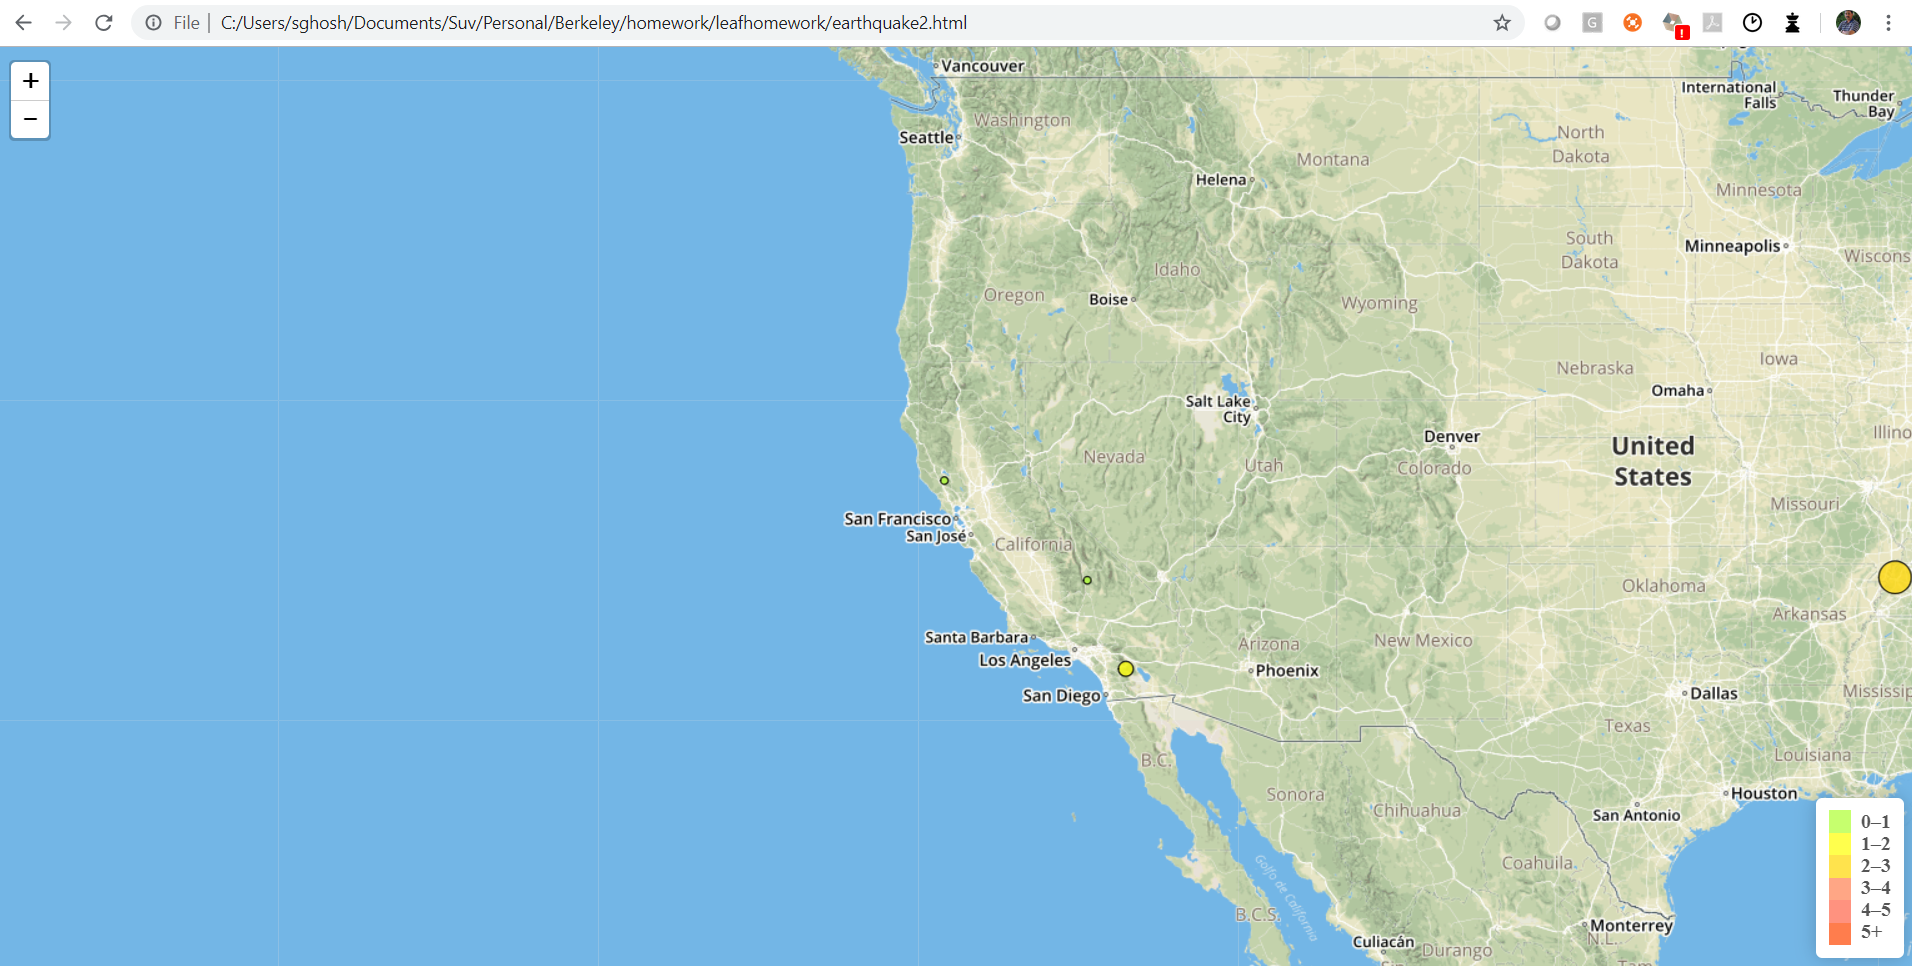 File | C:/Users/sghosh/Documents/Suv/Personal/Berkeley/homework/leafhomework/earthquake2.html
G
!
+
−
Vancouver
International
Falls
Thunder
Bay
Washington
Seattle
North
Dakota
Montana
Helena
Minnesota
South
Dakota
Minneapolis
Wiscons
Idaho
Oregon
Boise
Wyoming
Iowa
Nebraska
Omaha
Salt Lake
City
Denver
Illino
United
States
Nevada
Utah
Colorado
Missouri
San Francisco
San José
California
Oklahoma
Arkansas
Santa Barbara
Arizona
New Mexico
Los Angeles
Phoenix
San Diego
Dallas
Mississip
Texas
Louisiana
B.C.
Sonora
Chihuahua
Houston
San Antonio
Coahuila
Golfo de California
B.C.S.
Monterrey
N.L.
Culiacán
Durango
Tam
0–1
1–2
2–3
3–4
4–5
5+